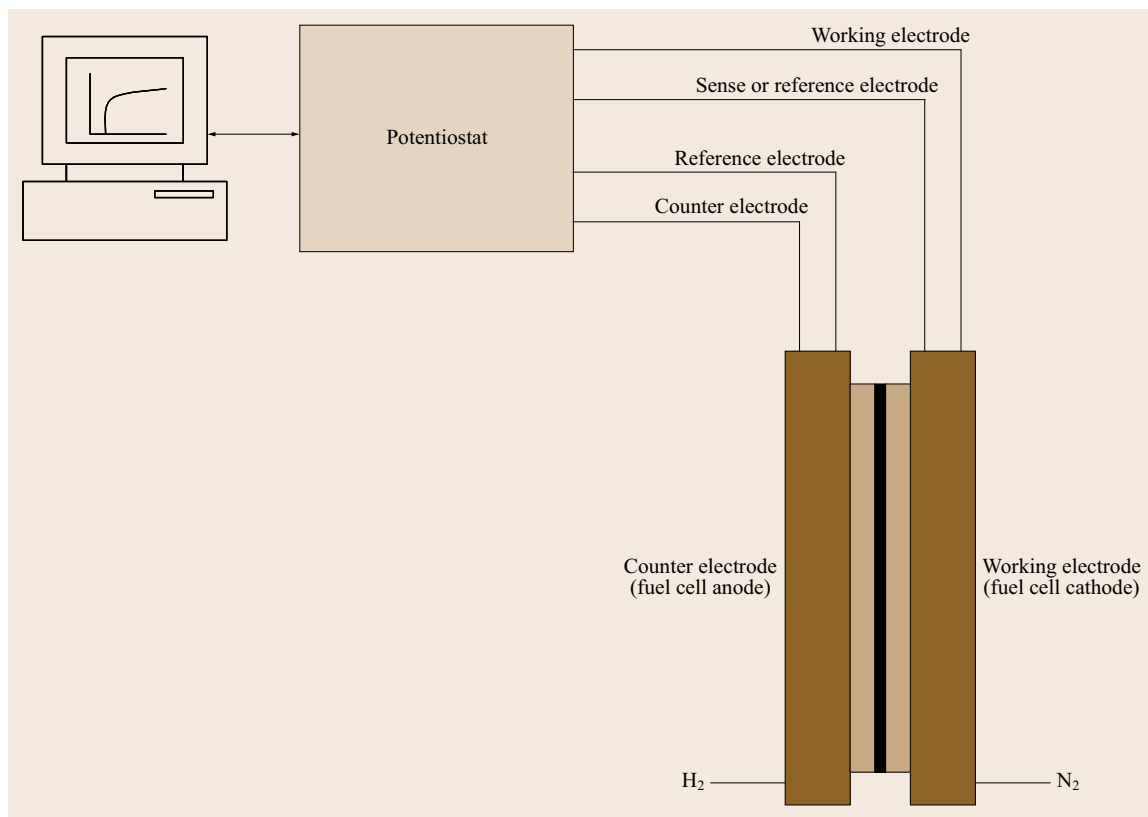 Working electrode
Sense or reference electrode
Potentiostat
Reference electrode
Counter electrode
Counter electrode
(fuel cell anode)
Working electrode
(fuel cell cathode)
H₂
N₂